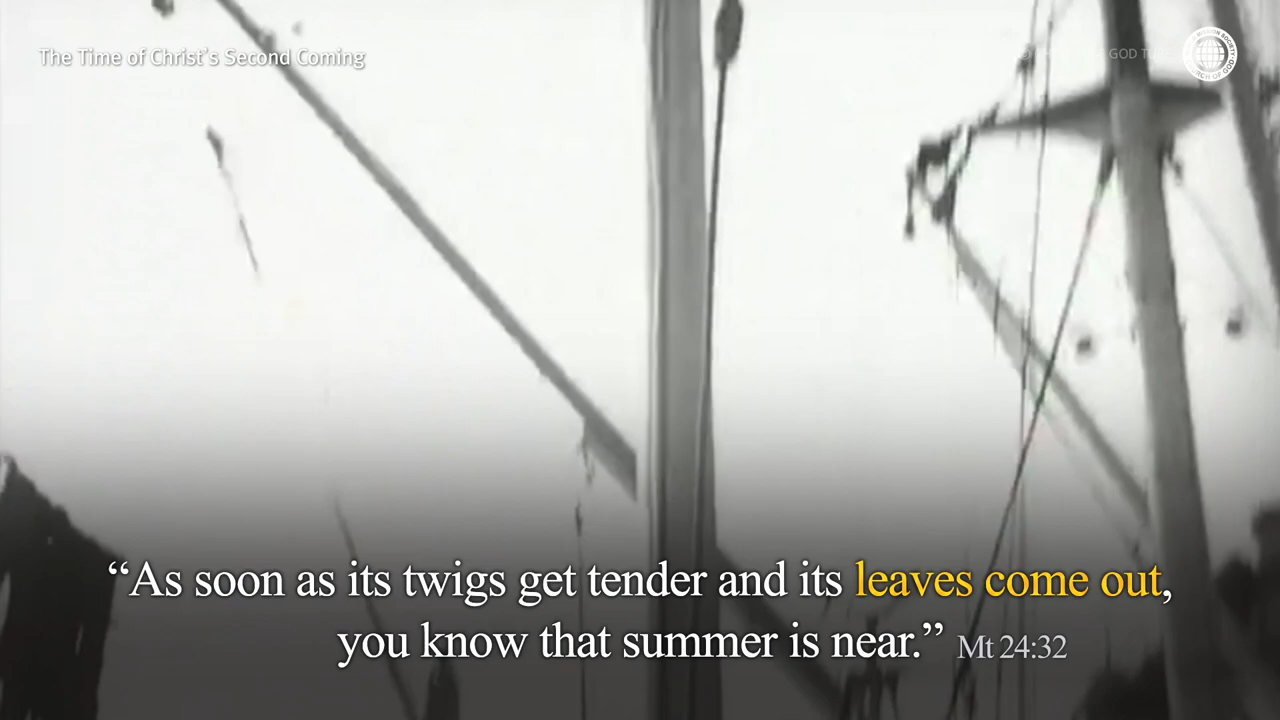 The Time of Christ's Second Coming
GOD
“As soon as its twigs get tender and its leaves come out,
you know that summer is near.” Mt 24:32